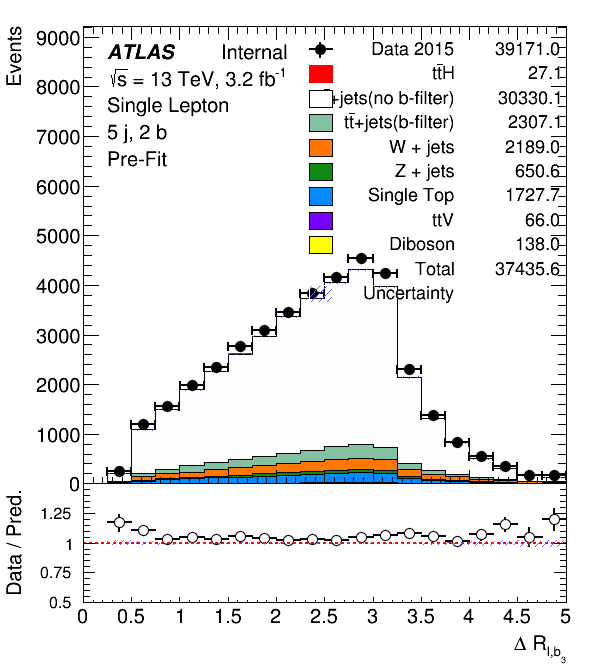 Events
9000
8000
7000
6000
5000
4000
3000
2000
1000
0
ATLAS Internal
√s = 13 TeV, 3.2 fb⁻¹
Single Lepton
5 j, 2 b
Pre-Fit
Data 2015 39171.0
tt̄H 27.1
+jets(no b-filter) 30330.1
tt̄+jets(b-filter) 2307.1
W + jets 2189.0
Z + jets 650.6
Single Top 1727.7
ttV 66.0
Diboson 138.0
Total 37435.6
Uncertainty
Data / Pred.
1.25
1
0.75
0.5
0 0.5 1 1.5 2 2.5 3 3.5 4 4.5 5
Δ R_{l,b_3}